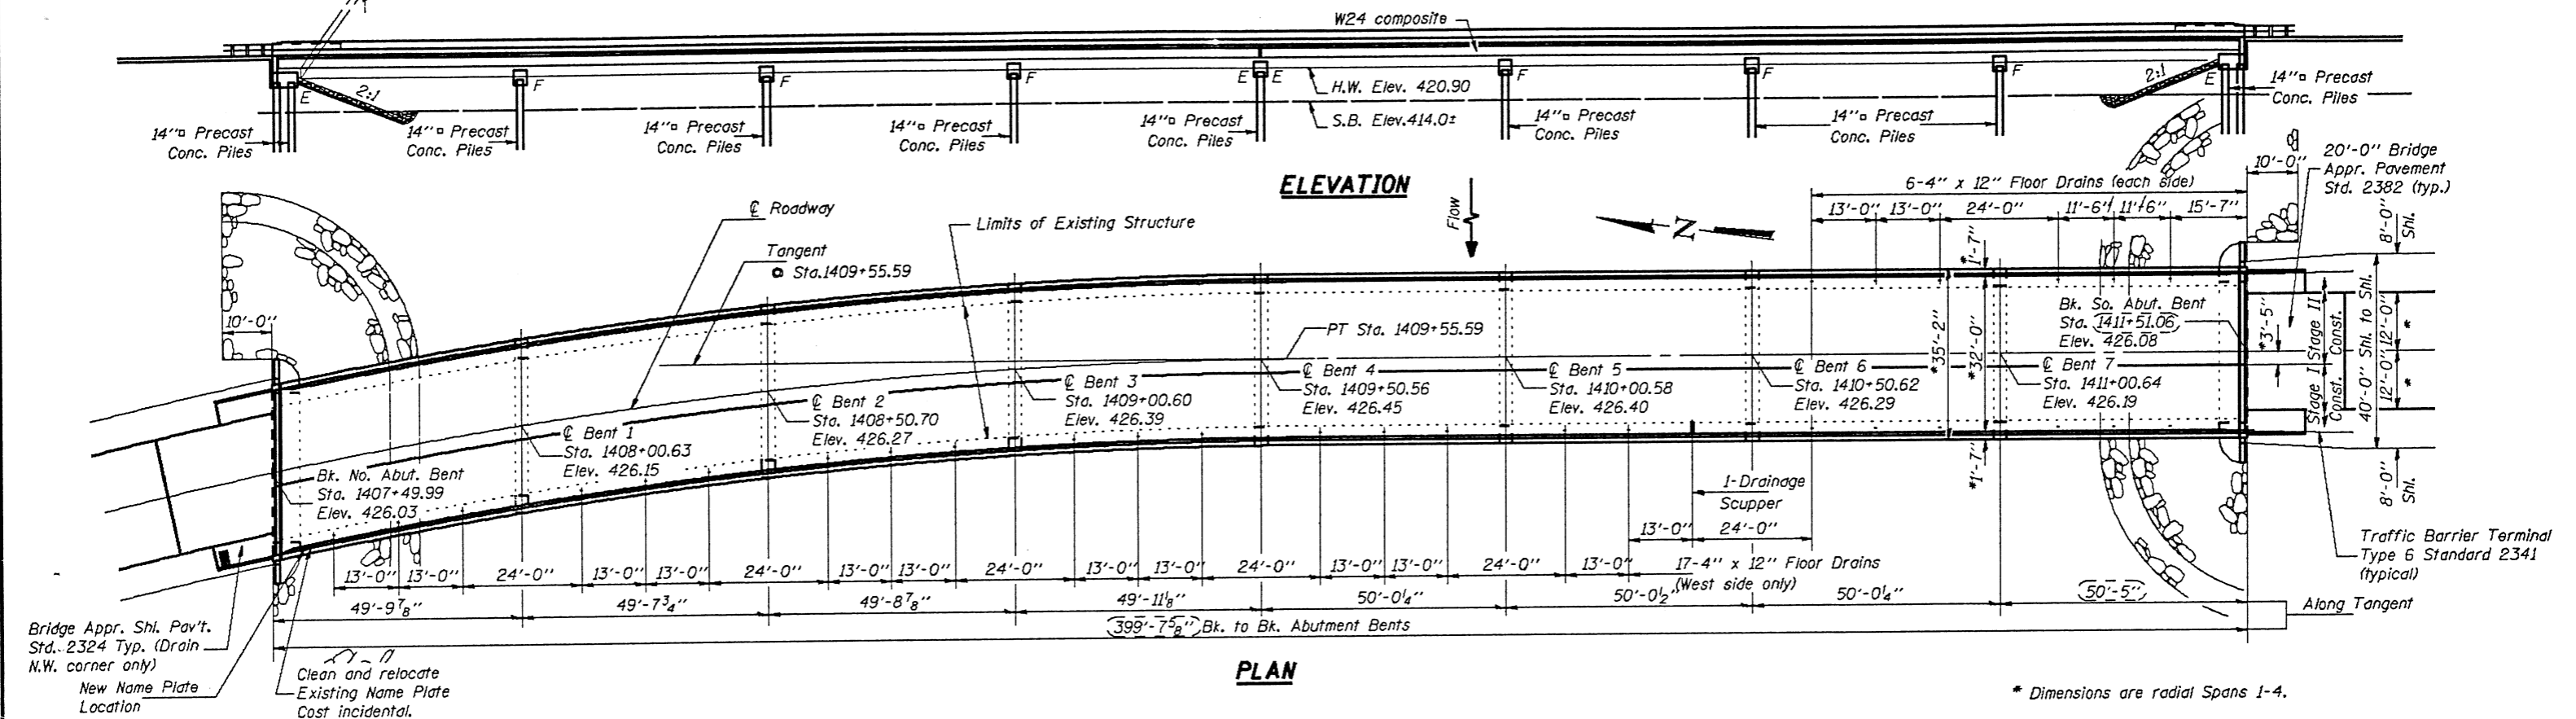 W24 composite
E
2:1
F
F
F
E E
F
F
F
2:1
E
H.W. Elev. 420.90
S.B. Elev.414.0±
14"□ Precast
Conc. Piles
14"□ Precast
Conc. Piles
14"□ Precast
Conc. Piles
14"□ Precast
Conc. Piles
14"□ Precast
Conc. Piles
14"□ Precast
Conc. Piles
14"□ Precast
Conc. Piles
14"□ Precast
Conc. Piles
ELEVATION
10'-0"
20'-0" Bridge
Appr. Pavement
Std. 2382 (typ.)
6-4" x 12" Floor Drains (each side)
13'-0" 13'-0" 24'-0" 11'-6" 11'-6" 15'-7"
8'-0"
Shl.
℄ Roadway
Limits of Existing Structure
Flow
N
Tangent
@ Sta.1409+55.59
10'-0"
PT Sta. 1409+55.59
*1'-7"
*35'-2"
*32'-0"
*1'-7"
Bk. So. Abut. Bent
Sta. 1411+51.06
Elev. 426.08
*3'-5"
Stage I Stage II
Const. Const.
40'-0" Shl. to Shl.
12'-0" 12'-0"
* *
8'-0"
Shl.
Bk. No. Abut. Bent
Sta. 1407+49.99
Elev. 426.03
℄ Bent 1
Sta. 1408+00.63
Elev. 426.15
℄ Bent 2
Sta. 1408+50.70
Elev. 426.27
℄ Bent 3
Sta. 1409+00.60
Elev. 426.39
℄ Bent 4
Sta. 1409+50.56
Elev. 426.45
℄ Bent 5
Sta. 1410+00.58
Elev. 426.40
℄ Bent 6
Sta. 1410+50.62
Elev. 426.29
℄ Bent 7
Sta. 1411+00.64
Elev. 426.19
1-Drainage
Scupper
13'-0" 24'-0"
Traffic Barrier Terminal
Type 6 Standard 2341
(typical)
13'-0" 13'-0" 24'-0" 13'-0" 13'-0" 24'-0" 13'-0" 13'-0" 24'-0" 13'-0" 13'-0" 24'-0" 13'-0" 13'-0" 24'-0" 13'-0"
17-4" x 12" Floor Drains
(West side only)
49'-9⅞" 49'-7¾" 49'-8⅞" 49'-11⅛" 50'-0¼" 50'-0½" 50'-0¼" 50'-5"
Along Tangent
399'-7⅝" Bk. to Bk. Abutment Bents
Bridge Appr. Shl. Pav't.
Std. 2324 Typ. (Drain
N.W. corner only)
New Name Plate
Location
Clean and relocate
Existing Name Plate
Cost incidental.
PLAN
* Dimensions are radial Spans 1-4.